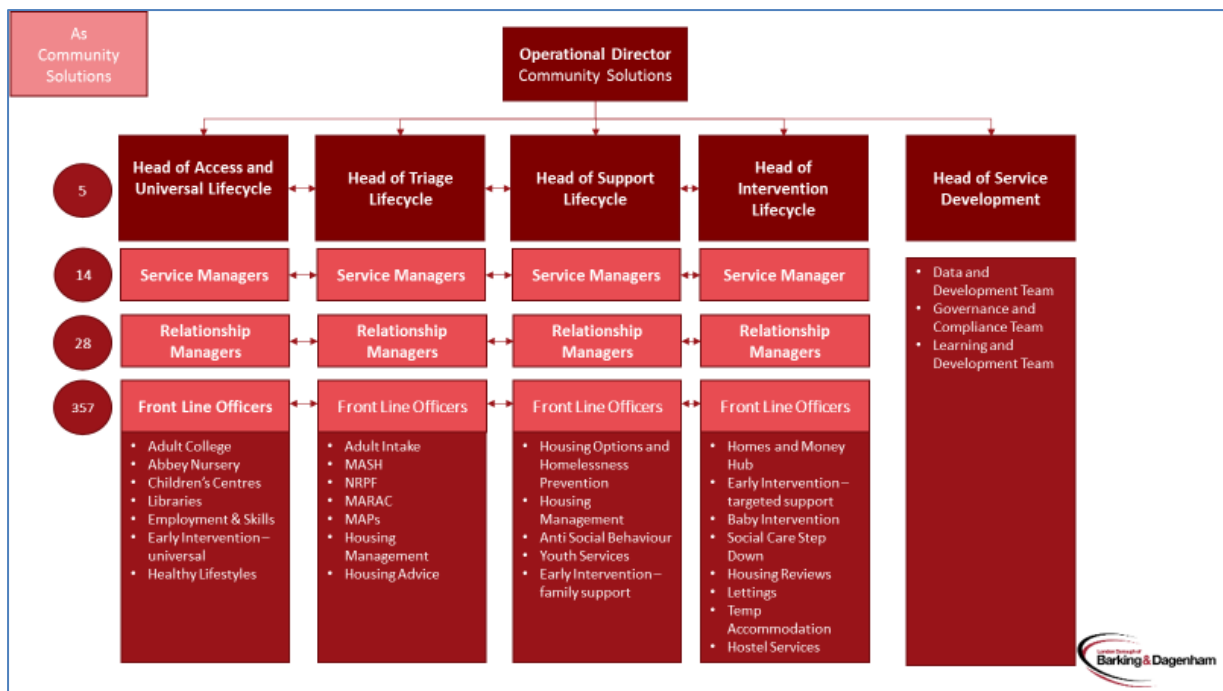 As
Community
Solutions
Operational Director
Community Solutions
5
Head of Access and
Universal Lifecycle
Head of Triage
Lifecycle
Head of Support
Lifecycle
Head of
Intervention
Lifecycle
Head of Service
Development
14
Service Managers
Service Managers
Service Managers
Service Manager
28
Relationship
Managers
Relationship
Managers
Relationship
Managers
Relationship
Managers
357
Front Line Officers
Front Line Officers
Front Line Officers
Front Line Officers
• Adult College
• Abbey Nursery
• Children's Centres
• Libraries
• Employment & Skills
• Early Intervention–
universal
• Healthy Lifestyles
• Adult Intake
• MASH
• NRPF
• MARAC
• MAPs
• Housing
Management
• Housing Advice
• Housing Options and
Homelessness
Prevention
• Housing
Management
• Anti Social Behaviour
• Youth Services
• Early Intervention–
family support
• Homes and Money
Hub
• Early Intervention–
targeted support
• Baby Intervention
• Social Care Step
Down
• Housing Reviews
• Lettings
• Temp
Accommodation
• Hostel Services
• Data and
Development Team
• Governance and
Compliance Team
• Learning and
Development Team
London Borough of
Barking&Dagenham